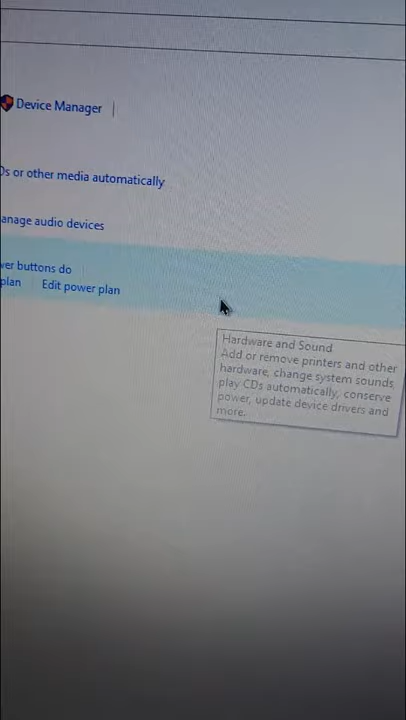 Device Manager
Ds or other media automatically
anage audio devices
wer buttons do
plan Edit power plan
Hardware and Sound
Add or remove printers and other
hardware, change system sounds,
play CDs automatically, conserve
power, update device drivers and
more.